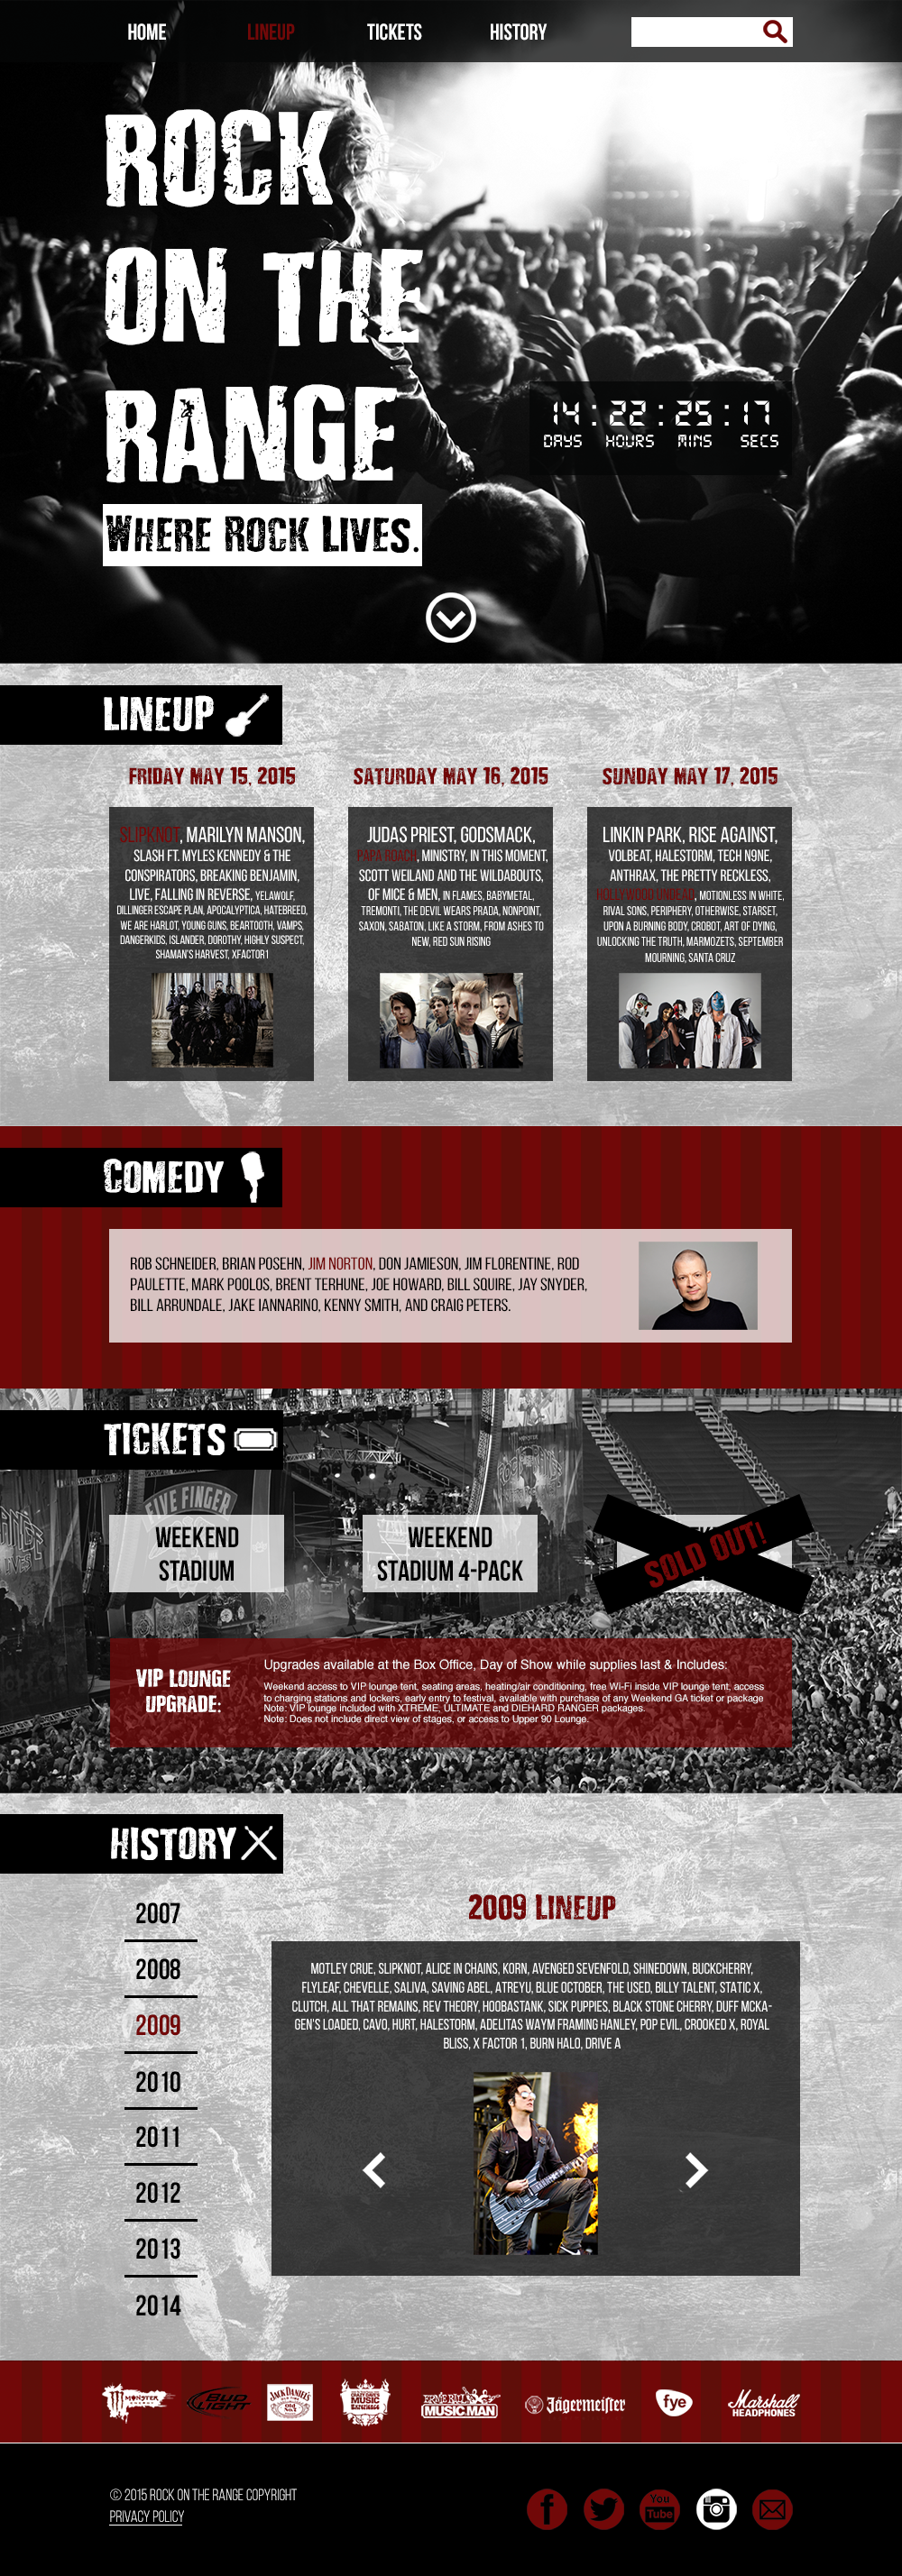 HOME LINEUP TICKETS HISTORY
ROCK
ON THE
RANGE
WHERE ROCK LIVES.
14 : 22 : 25 : 17
DAYS HOURS MINS SECS
LINEUP
FRIDAY MAY 15, 2015
SLIPKNOT, MARILYN MANSON,
SLASH FT. MYLES KENNEDY & THE
CONSPIRATORS, BREAKING BENJAMIN,
LIVE, FALLING IN REVERSE, YELAWOLF,
DILLINGER ESCAPE PLAN, APOCALYPTICA, HATEBREED,
WE ARE HARLOT, YOUNG GUNS, BEARTOOTH, VAMPS,
DANGERKIDS, ISLANDER, DOROTHY, HIGHLY SUSPECT,
SHAMAN'S HARVEST, XFACTOR1
SATURDAY MAY 16, 2015
JUDAS PRIEST, GODSMACK,
PAPA ROACH, MINISTRY, IN THIS MOMENT,
SCOTT WEILAND AND THE WILDABOUTS,
OF MICE & MEN, IN FLAMES, BABYMETAL,
TREMONTI, THE DEVIL WEARS PRADA, NONPOINT,
SAXON, SABATON, LIKE A STORM, FROM ASHES TO
NEW, RED SUN RISING
SUNDAY MAY 17, 2015
LINKIN PARK, RISE AGAINST,
VOLBEAT, HALESTORM, TECH N9NE,
ANTHRAX, THE PRETTY RECKLESS,
HOLLYWOOD UNDEAD, MOTIONLESS IN WHITE,
RIVAL SONS, PERIPHERY, OTHERWISE, STARSET,
UPON A BURNING BODY, CROBOT, ART OF DYING,
UNLOCKING THE TRUTH, MARMOZETS, SEPTEMBER
MOURNING, SANTA CRUZ
COMEDY
ROB SCHNEIDER, BRIAN POSEHN, JIM NORTON, DON JAMIESON, JIM FLORENTINE, ROD
PAULETTE, MARK POOLOS, BRENT TERHUNE, JOE HOWARD, BILL SQUIRE, JAY SNYDER,
BILL ARRUNDALE, JAKE IANNARINO, KENNY SMITH, AND CRAIG PETERS.
TICKETS
FIVE FINGER
WEEKEND
STADIUM
WEEKEND
STADIUM 4-PACK
SOLD OUT!
VIP LOUNGE
UPGRADE:
Upgrades available at the Box Office, Day of Show while supplies last & Includes:
Weekend access to VIP lounge tent, seating areas, heating/air conditioning, free Wi-Fi inside VIP lounge tent, access
to charging stations and lockers, early entry to festival, available with purchase of any Weekend GA ticket or package
Note: VIP lounge included with XTREME, ULTIMATE and DIEHARD RANGER packages.
Note: Does not include direct view of stages, or access to Upper 90 Lounge.
HISTORY
2007
2008
2009
2010
2011
2012
2013
2014
2009 LINEUP
MOTLEY CRUE, SLIPKNOT, ALICE IN CHAINS, KORN, AVENGED SEVENFOLD, SHINEDOWN, BUCKCHERRY,
FLYLEAF, CHEVELLE, SALIVA, SAVING ABEL, ATREYU, BLUE OCTOBER, THE USED, BILLY TALENT, STATIC X,
CLUTCH, ALL THAT REMAINS, REV THEORY, HOOBASTANK, SICK PUPPIES, BLACK STONE CHERRY, DUFF MCKA-
GEN'S LOADED, CAVO, HURT, HALESTORM, ADELITAS WAYM FRAMING HANLEY, POP EVIL, CROOKED X, ROYAL
BLISS, X FACTOR 1, BURN HALO, DRIVE A
MONSTER
BUD
LIGHT
JACK DANIEL'S
MUSIC
ERNIE BALL
MUSIC MAN
Jägermeister
fye
Marshall
HEADPHONES
© 2015 ROCK ON THE RANGE COPYRIGHT
PRIVACY POLICY
You
Tube